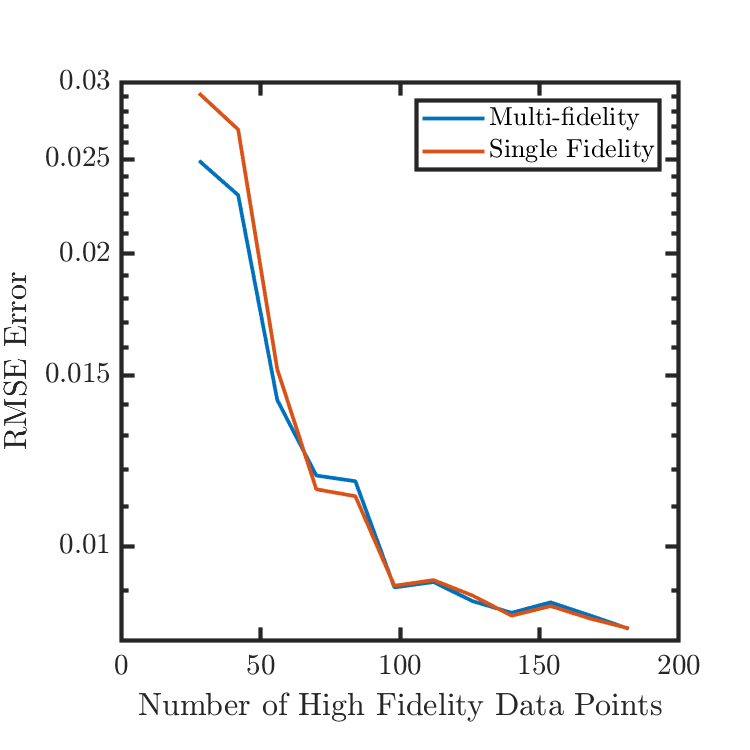 0.03
0.025
0.02
0.015
0.01
RMSE Error
Multi-fidelity
Single Fidelity
0 50 100 150 200
Number of High Fidelity Data Points